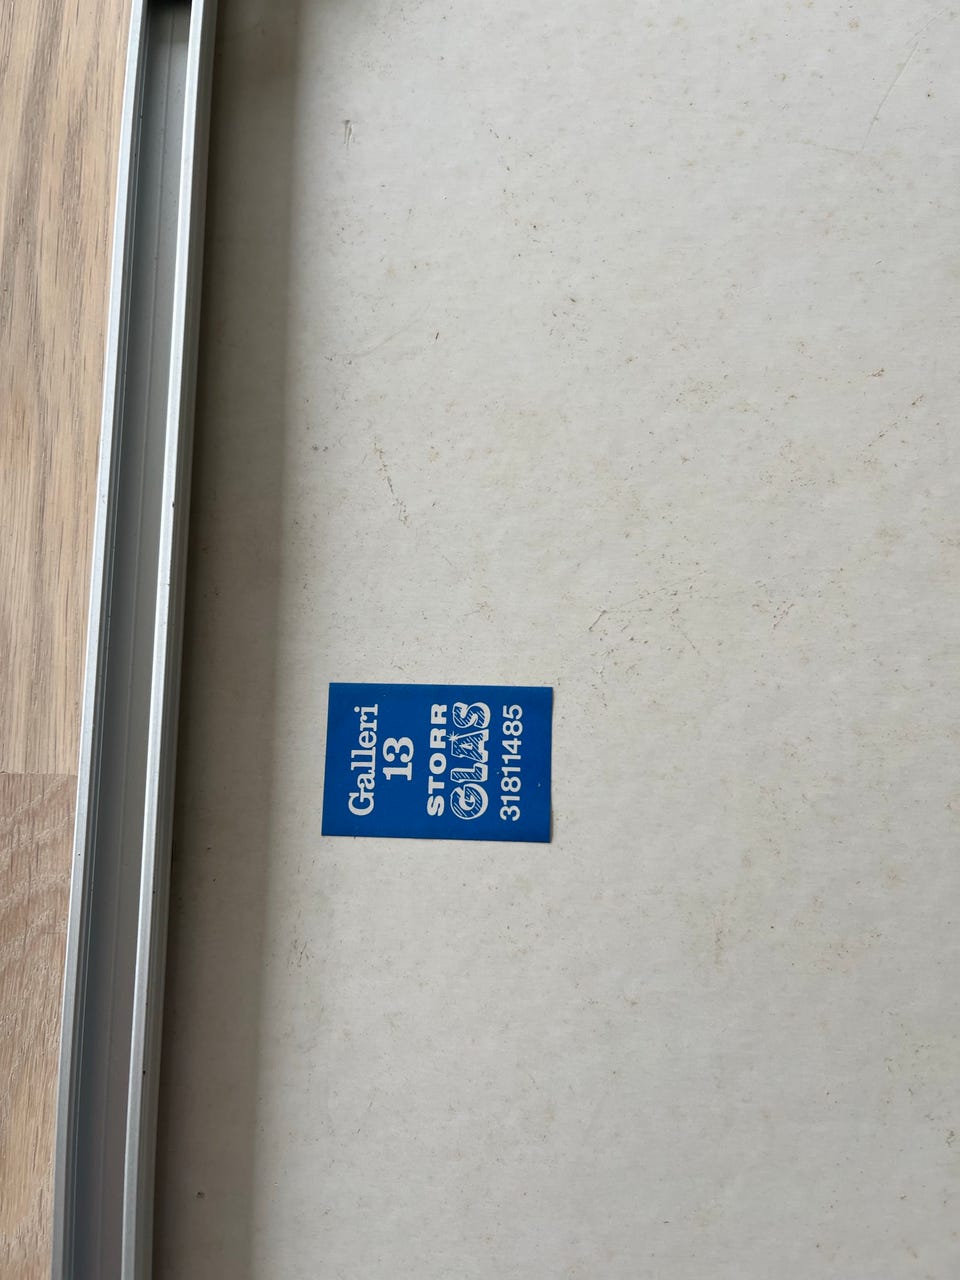 Galleri
13
STORR
GLAS
31811485